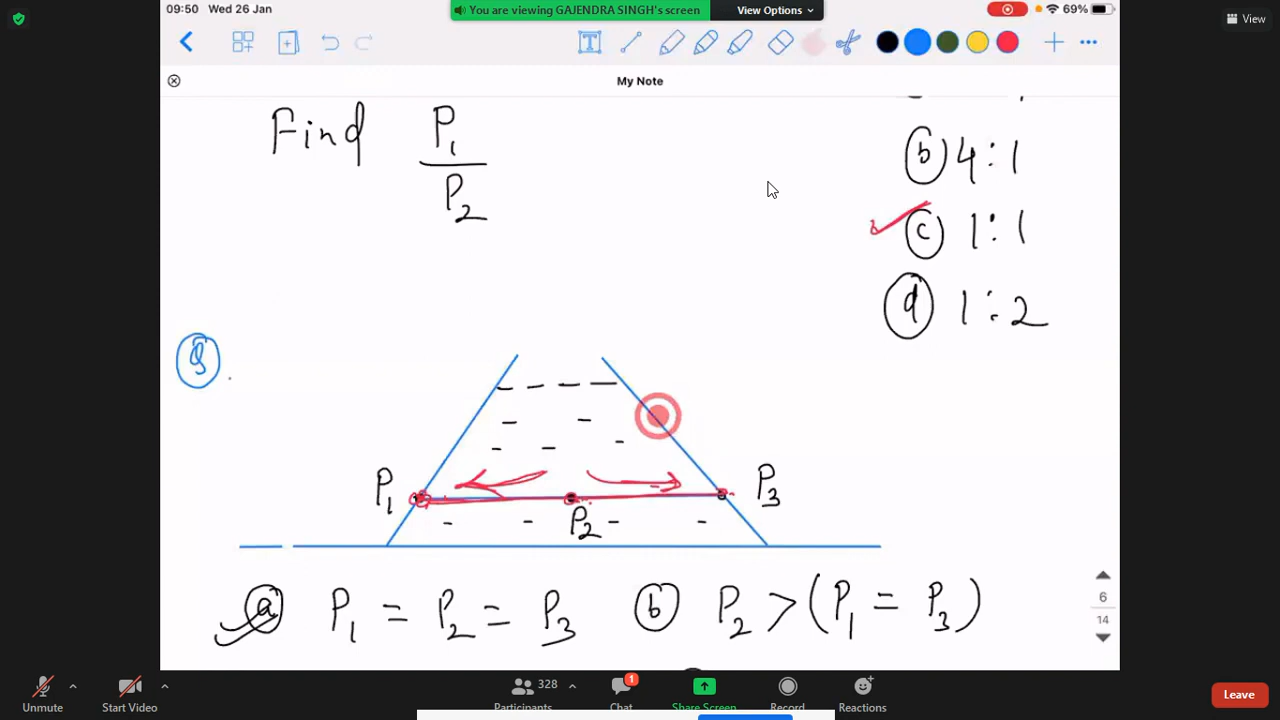 09:50 Wed 26 Jan
You are viewing GAJENDRA SINGH's screen
View Options
69%
View
My Note
Find P1/P2
(b) 4:1
(c) 1:1
(d) 1:2
Q.
P1
P2
P3
(a) P1 = P2 = P3 (b) P2 > (P1 = P3)
6
14
Unmute
Start Video
328
Participants
1
Chat
Share Screen
Record
Reactions
Leave